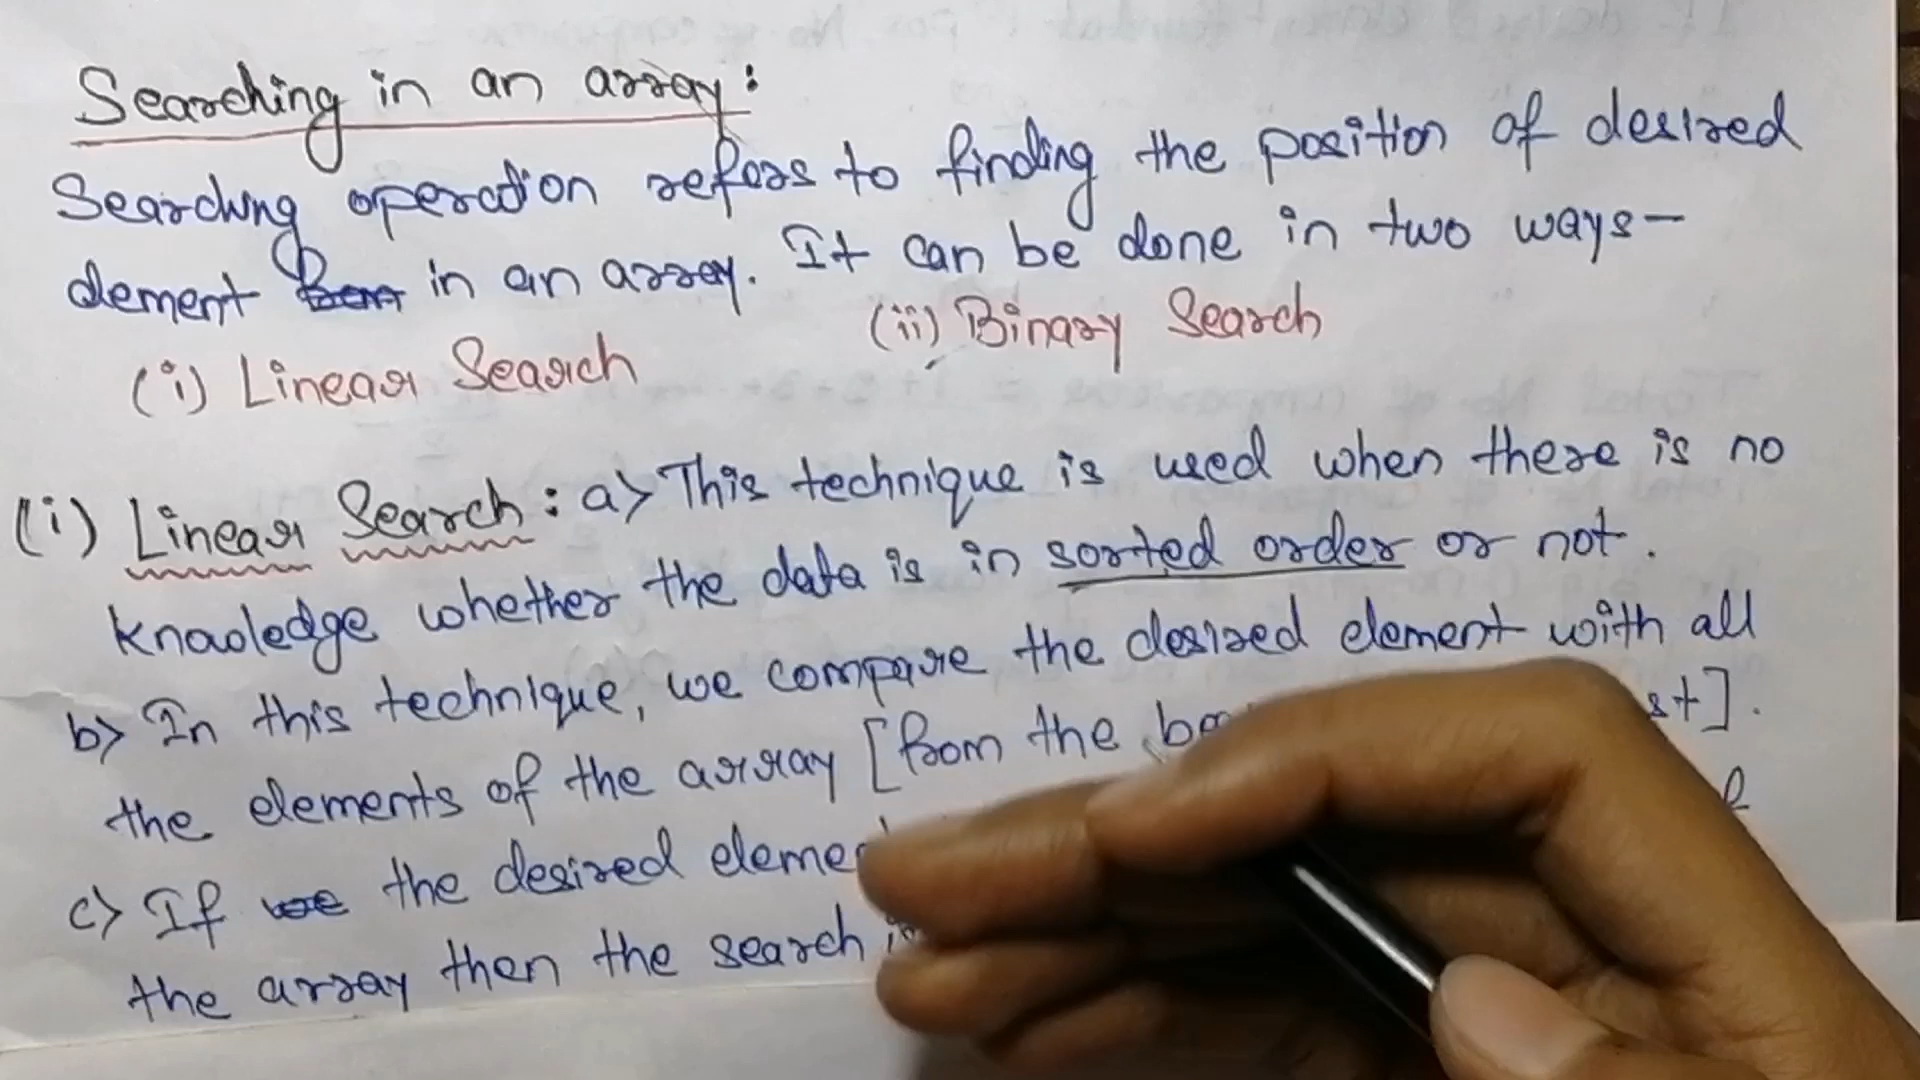 Searching in an array:
Searching operation refers to finding the position of desired
element in an array. It can be done in two ways-
(i) Linear Search (ii) Binary Search
(i) Linear Search: a> This technique is used when there is no
knowledge whether the data is in sorted order or not.
b> In this technique, we compare the desired element with all
the elements of the array [from the
c> If the desired
the array then the search